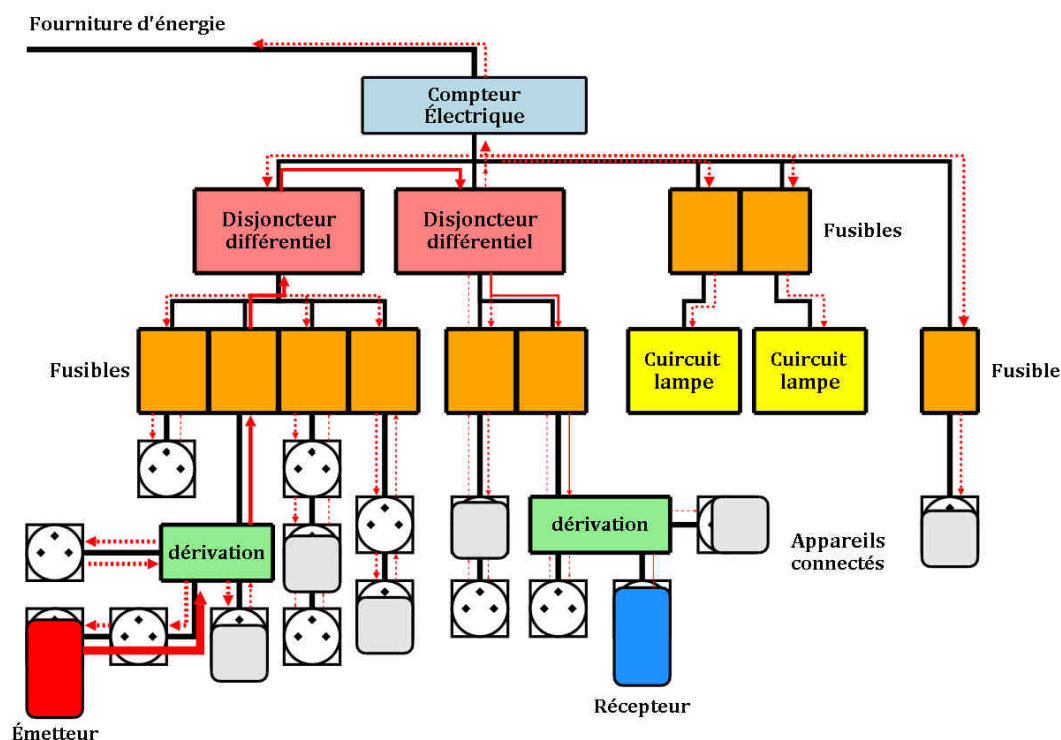 Fourniture d'énergie
Compteur
Électrique
Disjoncteur
différentiel
Disjoncteur
différentiel
Fusibles
Fusibles
Cuircuit
lampe
Cuircuit
lampe
Fusible
dérivation
dérivation
Appareils
connectés
Récepteur
Émetteur